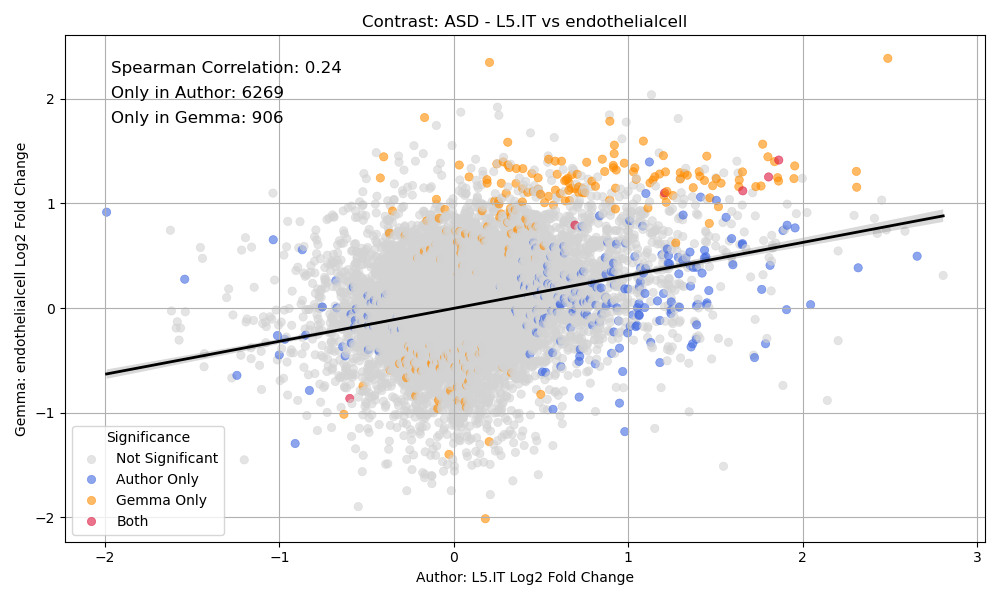 Contrast: ASD - L5.IT vs endothelialcell
Spearman Correlation: 0.24
Only in Author: 6269
Only in Gemma: 906
Gemma: endothelialcell Log2 Fold Change
2
1
0
−1
−2
Significance
Not Significant
Author Only
Gemma Only
Both
−2
−1
0
1
2
3
Author: L5.IT Log2 Fold Change